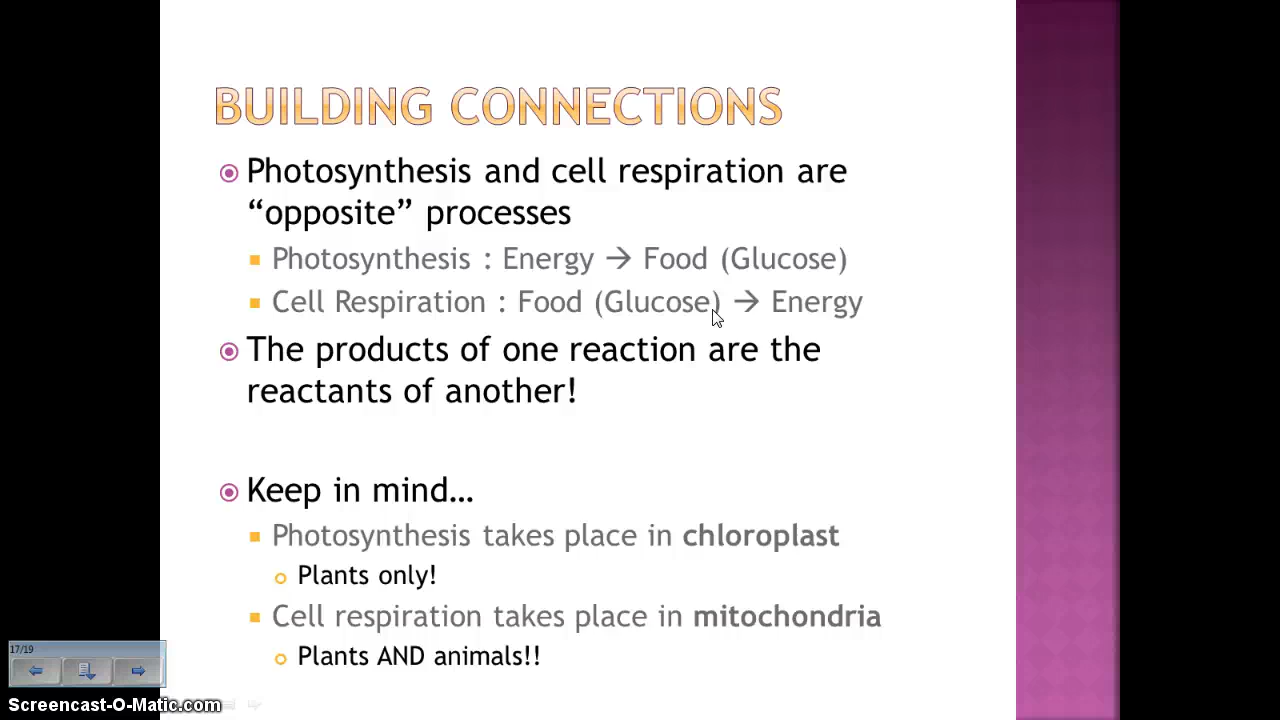 BUILDING CONNECTIONS
Photosynthesis and cell respiration are
“opposite” processes
Photosynthesis : Energy → Food (Glucose)
Cell Respiration : Food (Glucose) → Energy
The products of one reaction are the
reactants of another!
Keep in mind…
Photosynthesis takes place in chloroplast
Plants only!
Cell respiration takes place in mitochondria
Plants AND animals!!
17/19
Screencast-O-Matic.com